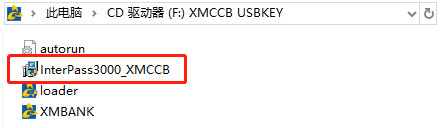 此电脑 > CD 驱动器 (F:) XMCCB USBKEY
autorun
InterPass3000_XMCCB
loader
XMBANK